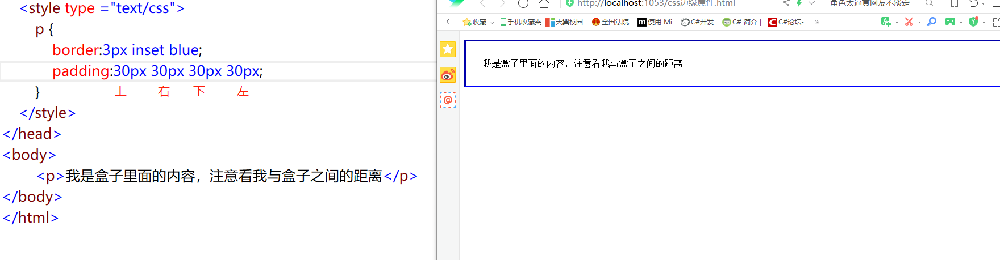 <style type ="text/css">
p {
border:3px inset blue;
padding:30px 30px 30px 30px;
} 上 右 下 左
</style>
</head>
<body>
<p>我是盒子里面的内容，注意看我与盒子之间的距离</p>
</body>
</html>
http://localhost:1053/css边缘属性.html
角色太逼真网友不淡定
收藏 手机收藏夹 天翼校园 全国法院 使用 Mi C#开发 C# 简介 | C#论坛- »
我是盒子里面的内容，注意看我与盒子之间的距离